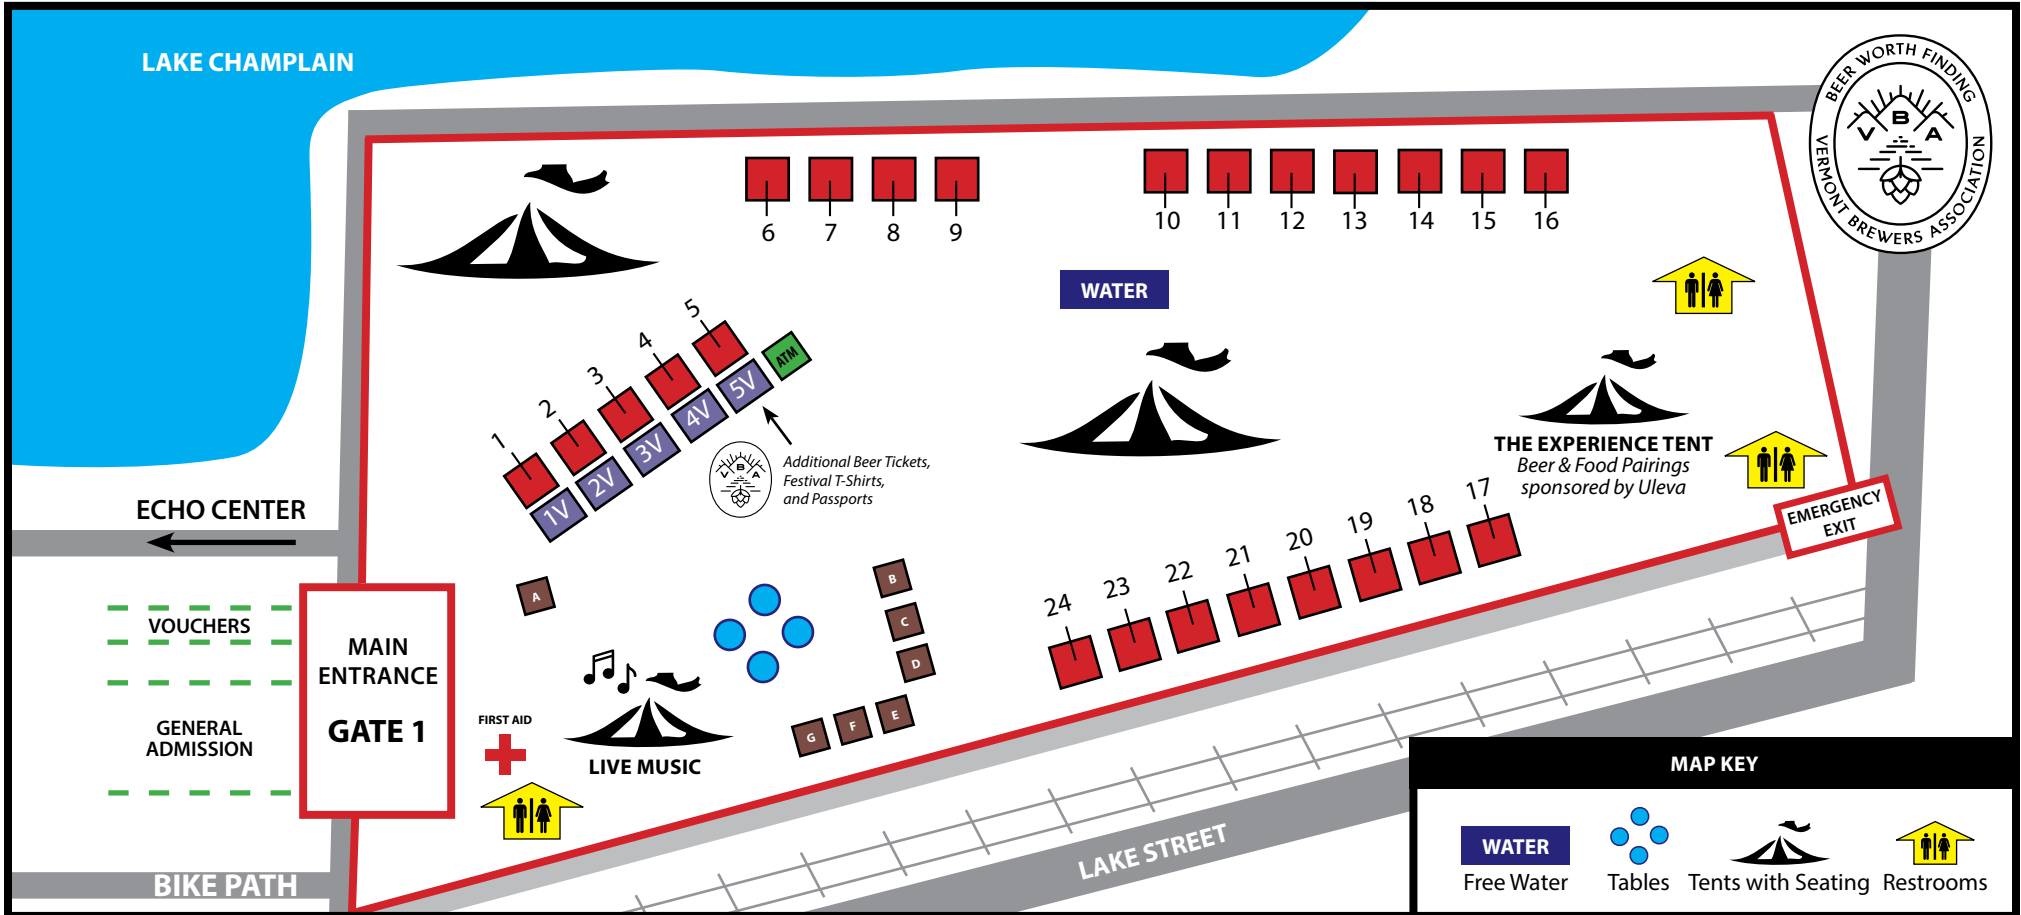 LAKE CHAMPLAIN
BEER WORTH FINDING
VBA
VERMONT BREWERS ASSOCIATION
6 7 8 9
10 11 12 13 14 15 16
WATER
1 2 3 4 5
1V 2V 3V 4V 5V ATM
VBA
Additional Beer Tickets,
Festival T-Shirts,
and Passports
THE EXPERIENCE TENT
Beer & Food Pairings
sponsored by Uleva
EMERGENCY
EXIT
24 23 22 21 20 19 18 17
ECHO CENTER
VOUCHERS
GENERAL
ADMISSION
MAIN
ENTRANCE
GATE 1
A
B
C
D
E
F
G
FIRST AID
LIVE MUSIC
BIKE PATH
LAKE STREET
MAP KEY
WATER
Free Water
Tables
Tents with Seating
Restrooms